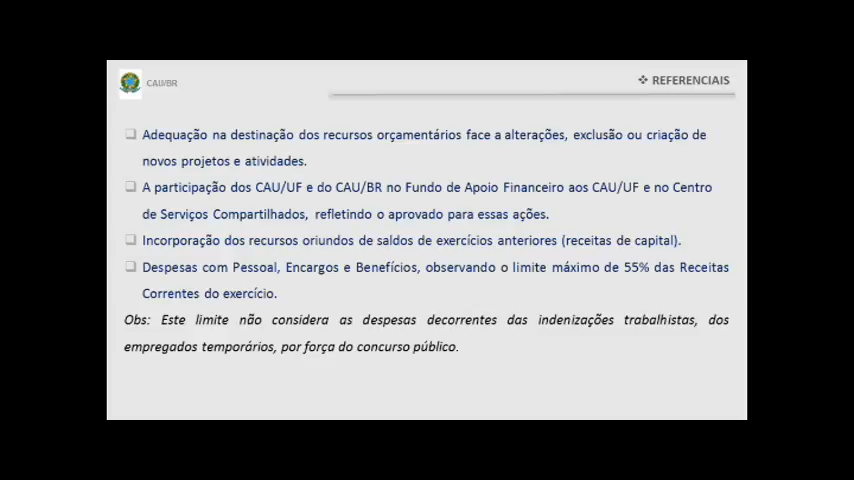 CAU/BR
❖ REFERENCIAIS
❑ Adequação na destinação dos recursos orçamentários face a alterações, exclusão ou criação de
novos projetos e atividades.
❑ A participação dos CAU/UF e do CAU/BR no Fundo de Apoio Financeiro aos CAU/UF e no Centro
de Serviços Compartilhados, refletindo o aprovado para essas ações.
❑ Incorporação dos recursos oriundos de saldos de exercícios anteriores (receitas de capital).
❑ Despesas com Pessoal, Encargos e Benefícios, observando o limite máximo de 55% das Receitas
Correntes do exercício.
Obs: Este limite não considera as despesas decorrentes das indenizações trabalhistas, dos
empregados temporários, por força do concurso público.